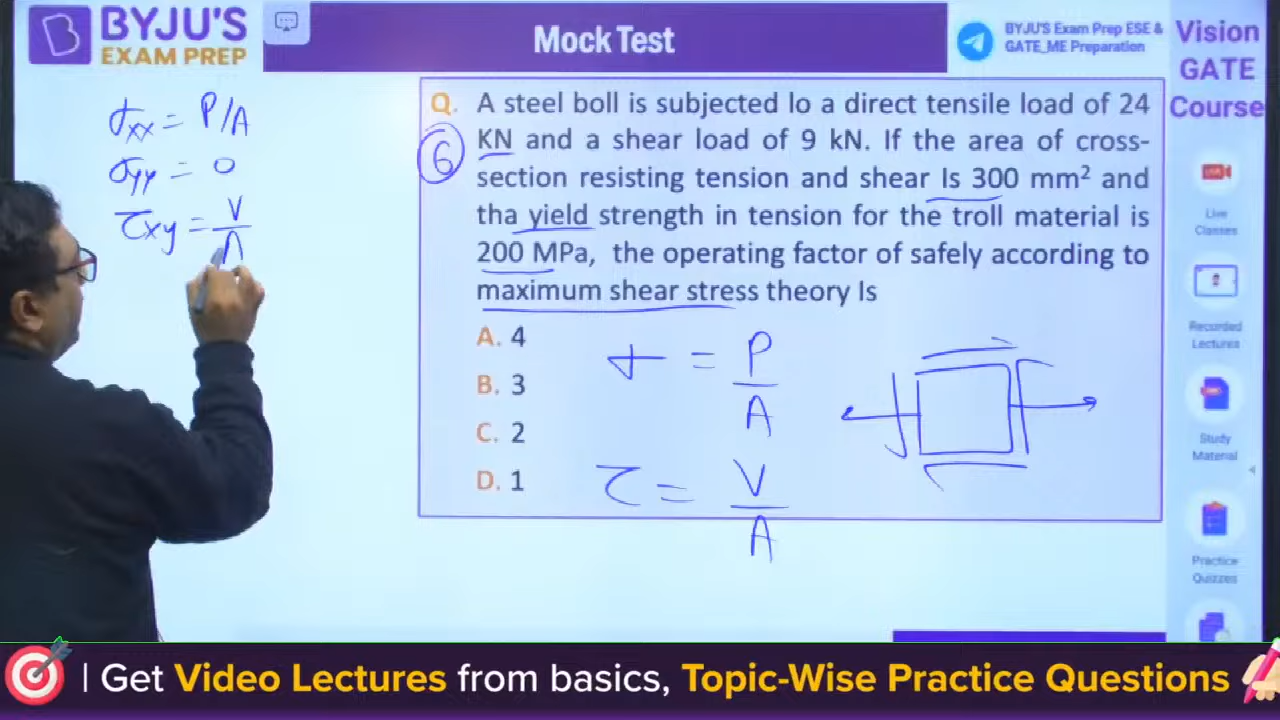 BYJU'S
EXAM PREP
Mock Test
BYJU'S Exam Prep ESE &
GATE_ME Preparation
Vision
GATE
Course
σxx = P/A
σyy = 0
τxy = V/A
Q. A steel boll is subjected lo a direct tensile load of 24
6
KN and a shear load of 9 kN. If the area of cross-
section resisting tension and shear Is 300 mm² and
tha yield strength in tension for the troll material is
200 MPa, the operating factor of safely according to
maximum shear stress theory Is
A. 4
B. 3
C. 2
D. 1
σ = P/A
τ = V/A
LIVE
Live
Classes
Recorded
Lectures
Study
Material
Practice
Quizzes
| Get Video Lectures from basics, Topic-Wise Practice Questions